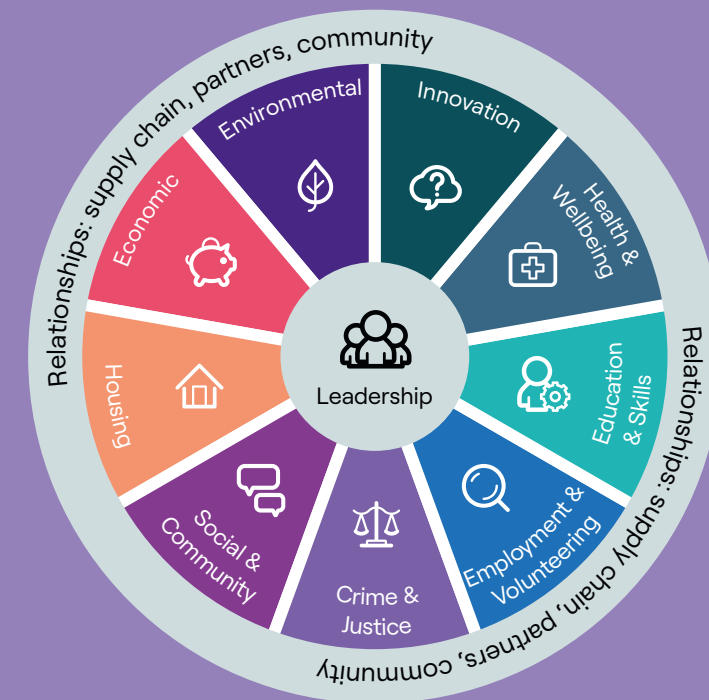 Relationships: supply chain, partners, community
Environmental
Innovation
Health &
Wellbeing
Education
& Skills
Employment &
Volunteering
Crime &
Justice
Social &
Community
Housing
Economic
Leadership
Relationships: supply chain, partners, community